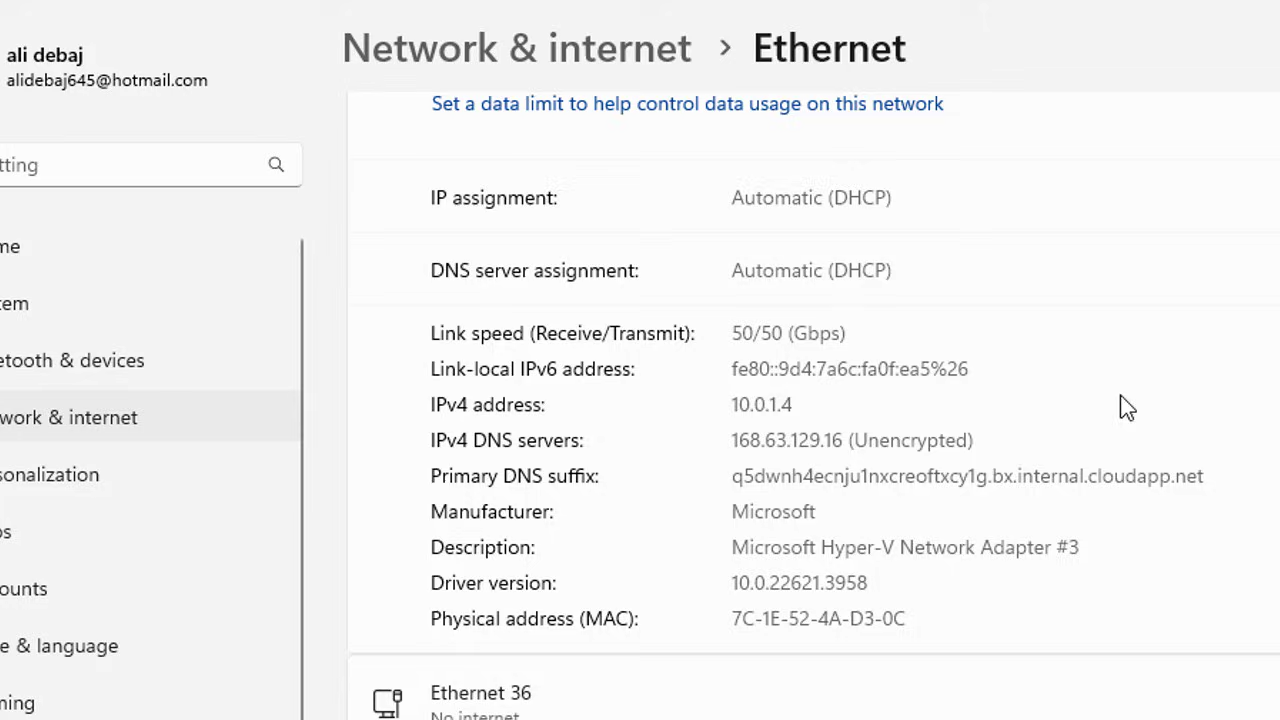 ali debaj
alidebaj645@hotmail.com
tting
me
tem
etooth & devices
work & internet
sonalization
os
ounts
e & language
ning
Network & internet > Ethernet
Set a data limit to help control data usage on this network
IP assignment: Automatic (DHCP)
DNS server assignment: Automatic (DHCP)
Link speed (Receive/Transmit): 50/50 (Gbps)
Link-local IPv6 address: fe80::9d4:7a6c:fa0f:ea5%26
IPv4 address: 10.0.1.4
IPv4 DNS servers: 168.63.129.16 (Unencrypted)
Primary DNS suffix: q5dwnh4ecnju1nxcreoftxcy1g.bx.internal.cloudapp.net
Manufacturer: Microsoft
Description: Microsoft Hyper-V Network Adapter #3
Driver version: 10.0.22621.3958
Physical address (MAC): 7C-1E-52-4A-D3-0C
Ethernet 36
No internet